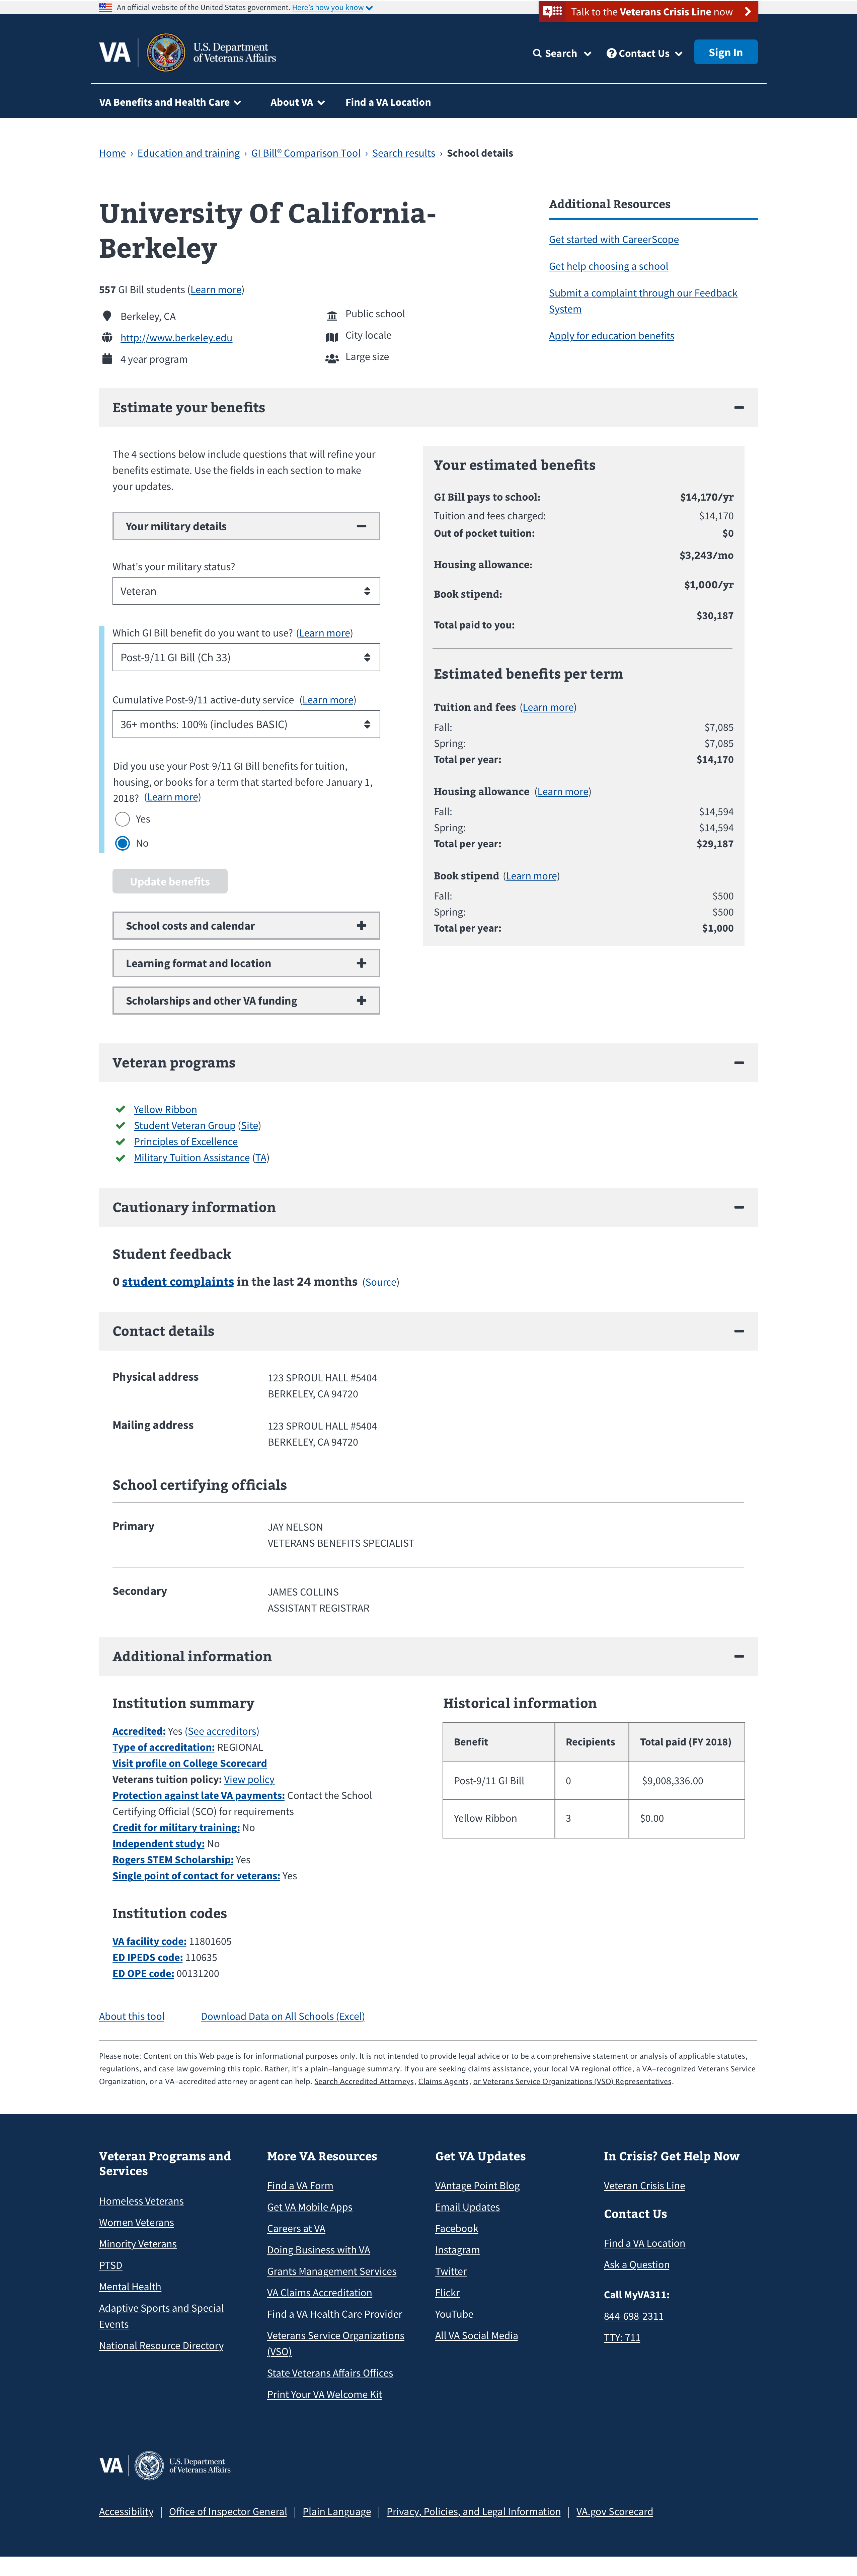 An official website of the United States government. Here's how you know
Talk to the Veterans Crisis Line now
VA
U.S. Department
of Veterans Affairs
Search
Contact Us
Sign In
VA Benefits and Health Care
About VA
Find a VA Location
Home › Education and training › GI Bill® Comparison Tool › Search results › School details
University Of California-
Berkeley
557 GI Bill students (Learn more)
Berkeley, CA
http://www.berkeley.edu
4 year program
Public school
City locale
Large size
Additional Resources
Get started with CareerScope
Get help choosing a school
Submit a complaint through our Feedback
System
Apply for education benefits
Estimate your benefits
The 4 sections below include questions that will refine your
benefits estimate. Use the fields in each section to make
your updates.
Your military details
What's your military status?
Veteran
Which GI Bill benefit do you want to use? (Learn more)
Post-9/11 GI Bill (Ch 33)
Cumulative Post-9/11 active-duty service (Learn more)
36+ months: 100% (includes BASIC)
Did you use your Post-9/11 GI Bill benefits for tuition,
housing, or books for a term that started before January 1,
2018? (Learn more)
Yes
No
Update benefits
School costs and calendar
Learning format and location
Scholarships and other VA funding
Your estimated benefits
GI Bill pays to school: $14,170/yr
Tuition and fees charged: $14,170
Out of pocket tuition: $0
Housing allowance: $3,243/mo
Book stipend: $1,000/yr
Total paid to you: $30,187
Estimated benefits per term
Tuition and fees (Learn more)
Fall: $7,085
Spring: $7,085
Total per year: $14,170
Housing allowance (Learn more)
Fall: $14,594
Spring: $14,594
Total per year: $29,187
Book stipend (Learn more)
Fall: $500
Spring: $500
Total per year: $1,000
Veteran programs
Yellow Ribbon
Student Veteran Group (Site)
Principles of Excellence
Military Tuition Assistance (TA)
Cautionary information
Student feedback
0 student complaints in the last 24 months (Source)
Contact details
Physical address
123 SPROUL HALL #5404
BERKELEY, CA 94720
Mailing address
123 SPROUL HALL #5404
BERKELEY, CA 94720
School certifying officials
Primary
JAY NELSON
VETERANS BENEFITS SPECIALIST
Secondary
JAMES COLLINS
ASSISTANT REGISTRAR
Additional information
Institution summary
Accredited: Yes (See accreditors)
Type of accreditation: REGIONAL
Visit profile on College Scorecard
Veterans tuition policy: View policy
Protection against late VA payments: Contact the School
Certifying Official (SCO) for requirements
Credit for military training: No
Independent study: No
Rogers STEM Scholarship: Yes
Single point of contact for veterans: Yes
Historical information
Benefit Recipients Total paid (FY 2018)
Post-9/11 GI Bill 0 $9,008,336.00
Yellow Ribbon 3 $0.00
Institution codes
VA facility code: 11801605
ED IPEDS code: 110635
ED OPE code: 00131200
About this tool
Download Data on All Schools (Excel)
Please note: Content on this Web page is for informational purposes only. It is not intended to provide legal advice or to be a comprehensive statement or analysis of applicable statutes,
regulations, and case law governing this topic. Rather, it's a plain-language summary. If you are seeking claims assistance, your local VA regional office, a VA-recognized Veterans Service
Organization, or a VA-accredited attorney or agent can help. Search Accredited Attorneys, Claims Agents, or Veterans Service Organizations (VSO) Representatives.
Veteran Programs and
Services
Homeless Veterans
Women Veterans
Minority Veterans
PTSD
Mental Health
Adaptive Sports and Special
Events
National Resource Directory
More VA Resources
Find a VA Form
Get VA Mobile Apps
Careers at VA
Doing Business with VA
Grants Management Services
VA Claims Accreditation
Find a VA Health Care Provider
Veterans Service Organizations
(VSO)
State Veterans Affairs Offices
Print Your VA Welcome Kit
Get VA Updates
VAntage Point Blog
Email Updates
Facebook
Instagram
Twitter
Flickr
YouTube
All VA Social Media
In Crisis? Get Help Now
Veteran Crisis Line
Contact Us
Find a VA Location
Ask a Question
Call MyVA311:
844-698-2311
TTY: 711
VA
U.S. Department
of Veterans Affairs
Accessibility | Office of Inspector General | Plain Language | Privacy, Policies, and Legal Information | VA.gov Scorecard